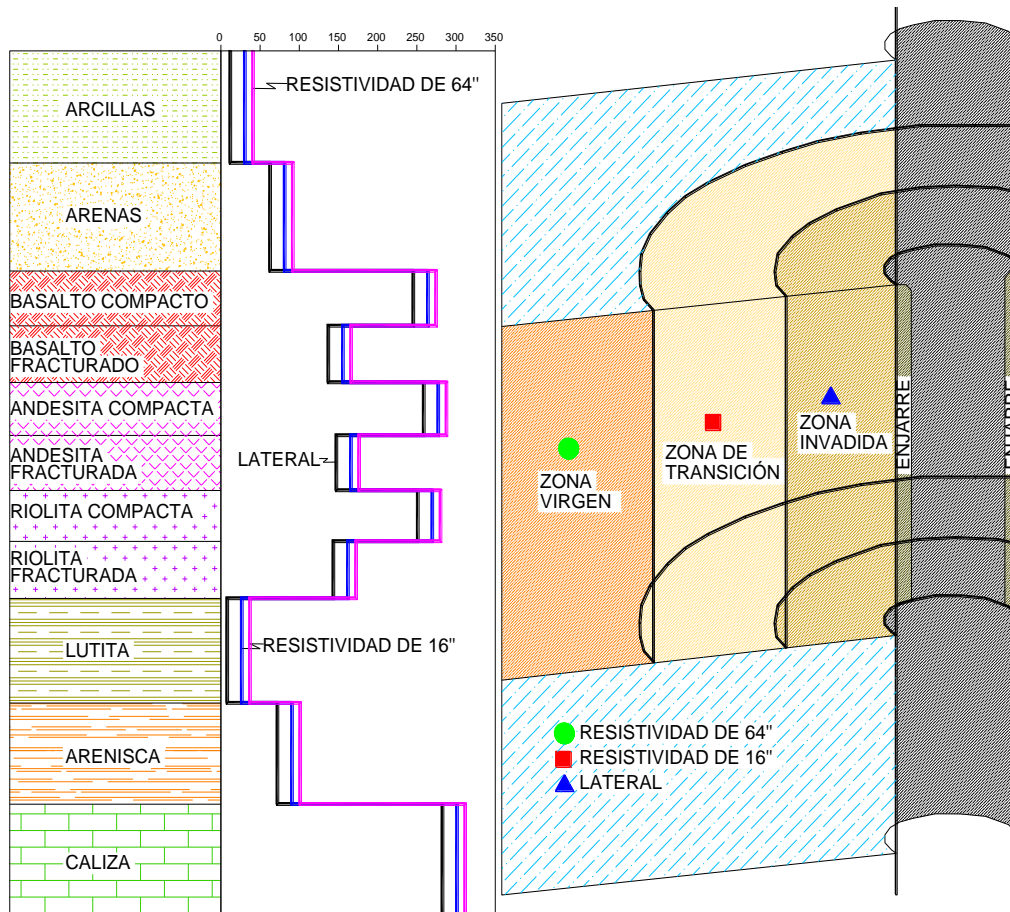 0 50 100 150 200 250 300 350
RESISTIVIDAD DE 64"
ARCILLAS
ARENAS
BASALTO COMPACTO
BASALTO
FRACTURADO
ANDESITA COMPACTA
ANDESITA
FRACTURADA
LATERAL
RIOLITA COMPACTA
RIOLITA
FRACTURADA
LUTITA
RESISTIVIDAD DE 16"
ARENISCA
CALIZA
ZONA
VIRGEN
ZONA DE
TRANSICIÓN
ZONA
INVADIDA
ENJARRE
ENJARRE
RESISTIVIDAD DE 64"
RESISTIVIDAD DE 16"
LATERAL